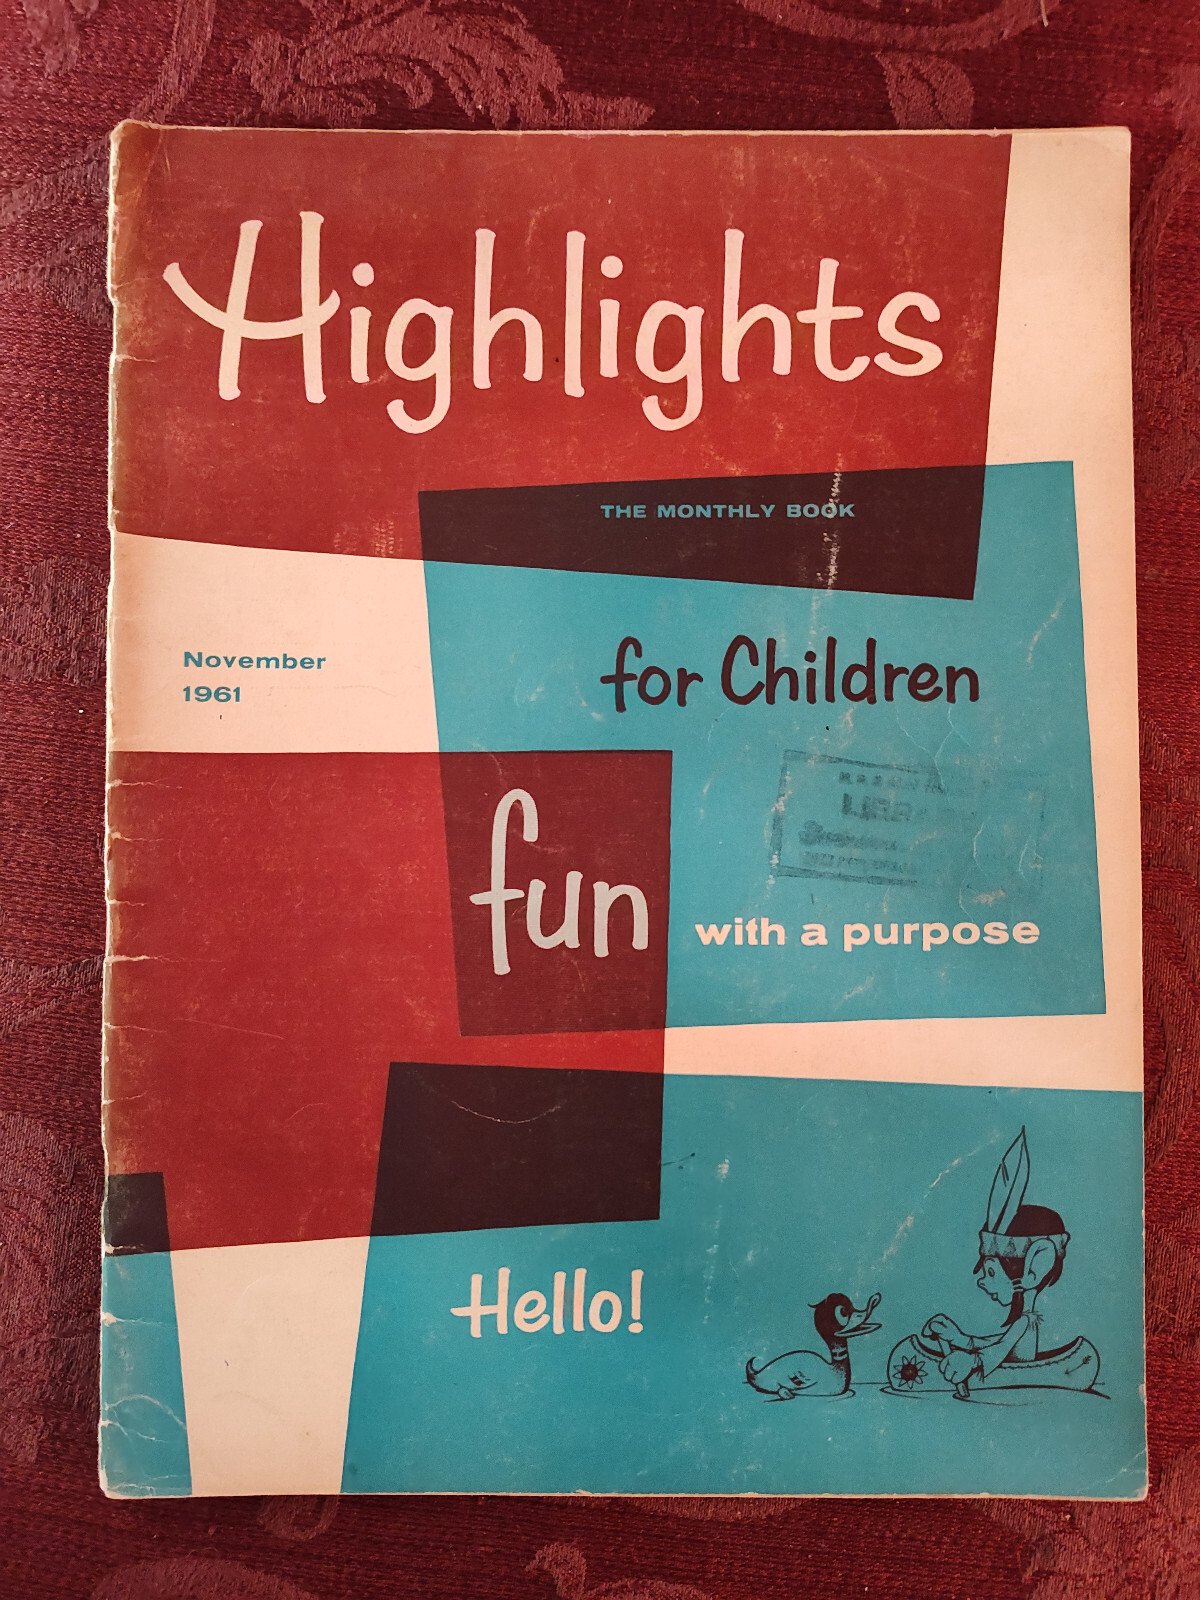 Highlights
THE MONTHLY BOOK
for Children
November
1961
fun
with a purpose
Hello!